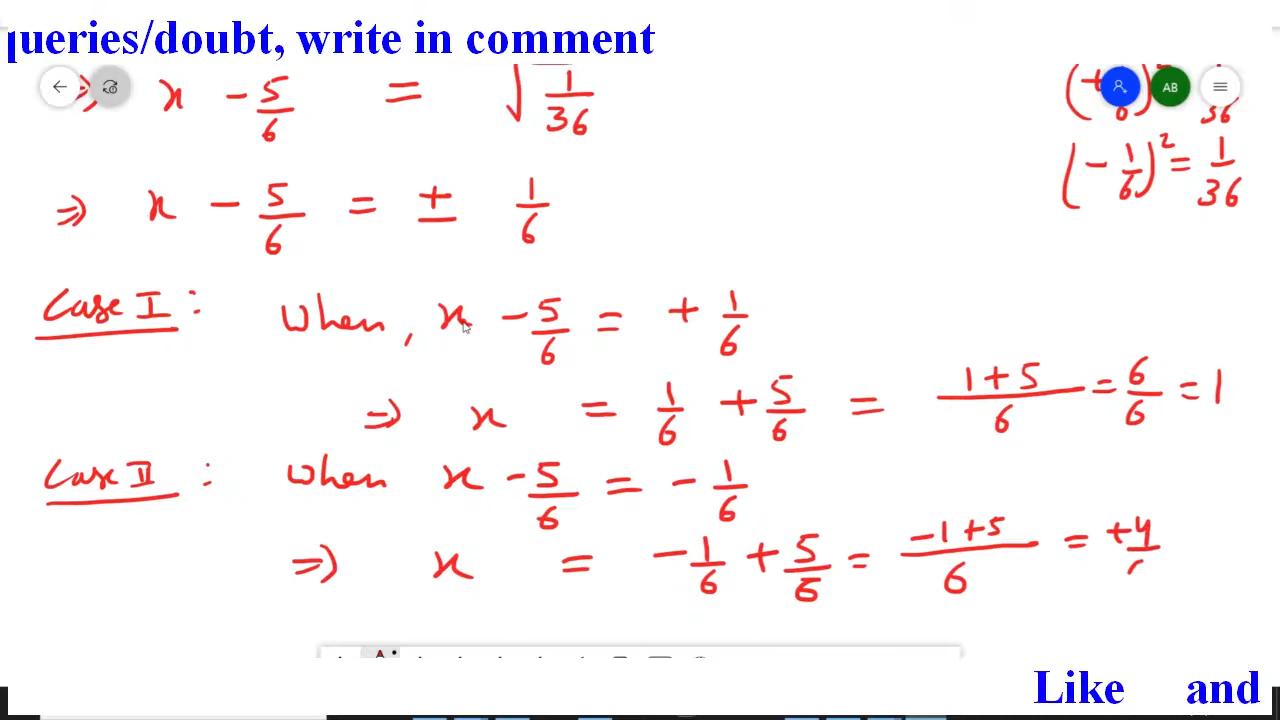 queries/doubt, write in comment
⇒ x - 5/6 = √1/36
(- 1/6)² = 1/36
⇒ x - 5/6 = ± 1/6
AB
Case I : When, x - 5/6 = + 1/6
⇒ x = 1/6 + 5/6 = 1+5/6 = 6/6 = 1
Case II : When x - 5/6 = - 1/6
⇒ x = - 1/6 + 5/6 = -1+5/6 = +4/
Like and